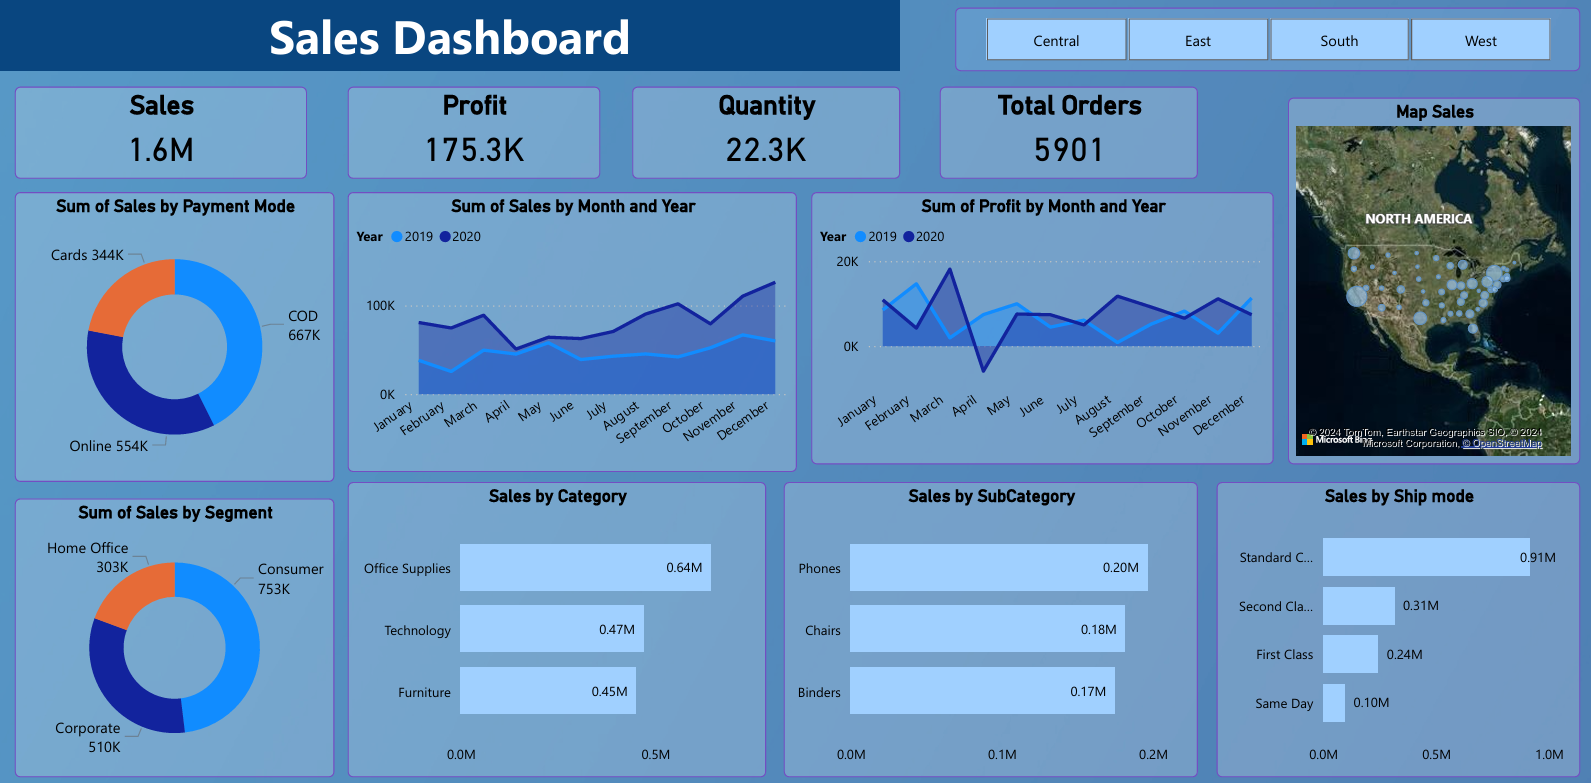 Sales Dashboard
Central
East
South
West
Sales
1.6M
Profit
175.3K
Quantity
22.3K
Total Orders
5901
Map Sales
NORTH AMERICA
© 2024 TomTom, Earthstar Geographics SIO, © 2024
Microsoft Corporation, © OpenStreetMap
Microsoft Bing
Sum of Sales by Payment Mode
Cards 344K
COD
667K
Online 554K
Sum of Sales by Month and Year
Year 2019 2020
100K
0K
January
February
March
April
May
June
July
August
September
October
November
December
Sum of Profit by Month and Year
Year 2019 2020
20K
0K
January
February
March
April
May
June
July
August
September
October
November
December
Sum of Sales by Segment
Home Office
303K
Consumer
753K
Corporate
510K
Sales by Category
Office Supplies 0.64M
Technology 0.47M
Furniture 0.45M
0.0M 0.5M
Sales by SubCategory
Phones 0.20M
Chairs 0.18M
Binders 0.17M
0.0M 0.1M 0.2M
Sales by Ship mode
Standard C... 0.91M
Second Cla... 0.31M
First Class 0.24M
Same Day 0.10M
0.0M 0.5M 1.0M